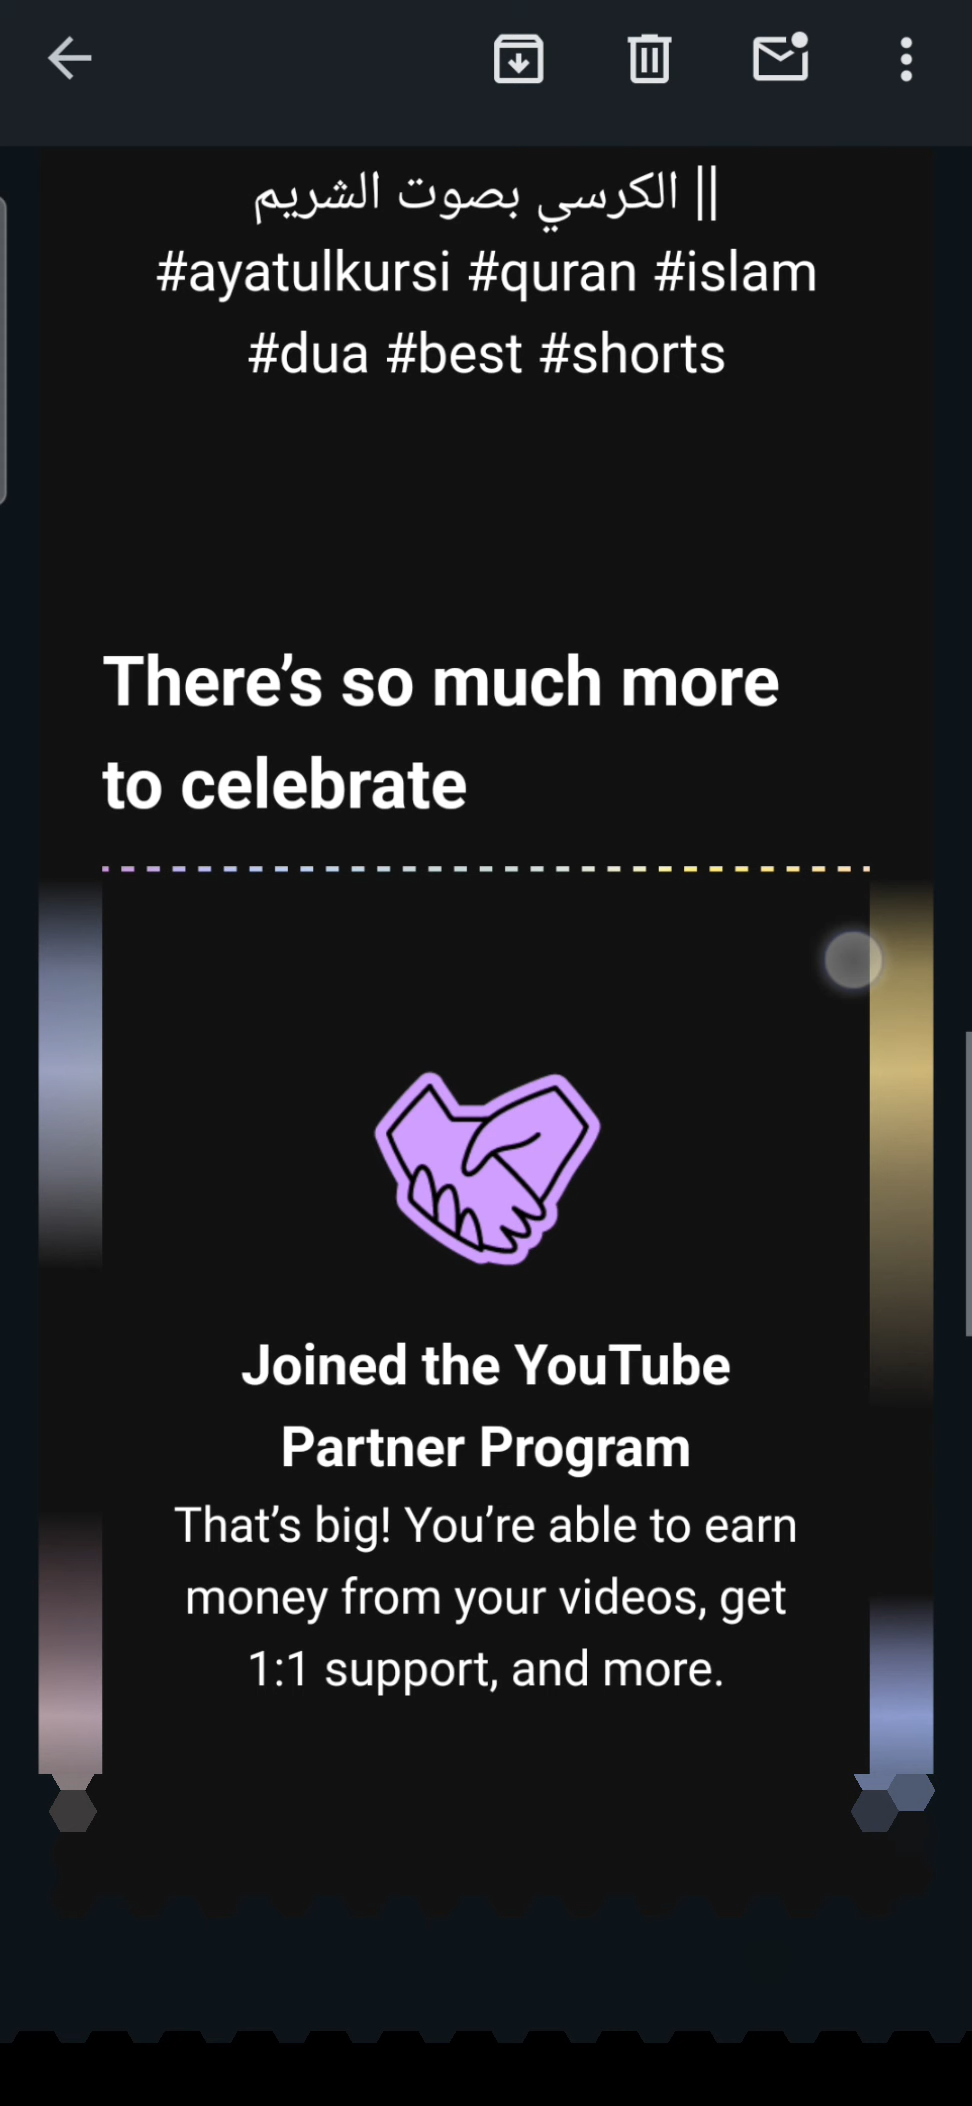 || الكرسي بصوت الشريم
#ayatulkursi #quran #islam
#dua #best #shorts
There’s so much more
to celebrate
Joined the YouTube
Partner Program
That’s big! You’re able to earn
money from your videos, get
1:1 support, and more.